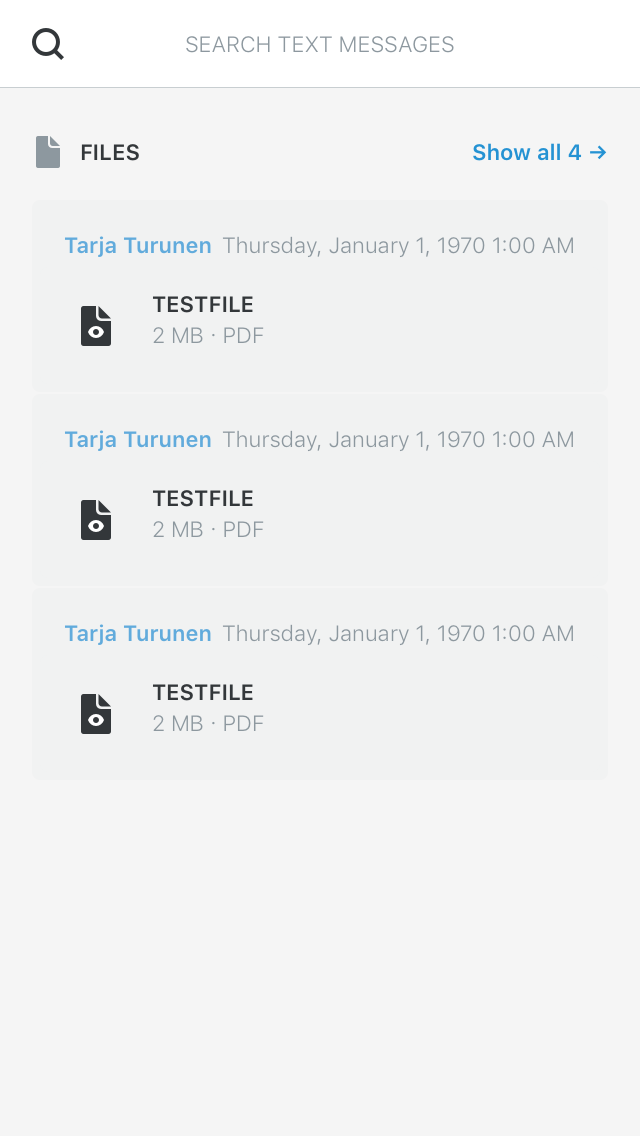 SEARCH TEXT MESSAGES
FILES
Show all 4 →
Tarja Turunen Thursday, January 1, 1970 1:00 AM
TESTFILE
2 MB · PDF
Tarja Turunen Thursday, January 1, 1970 1:00 AM
TESTFILE
2 MB · PDF
Tarja Turunen Thursday, January 1, 1970 1:00 AM
TESTFILE
2 MB · PDF